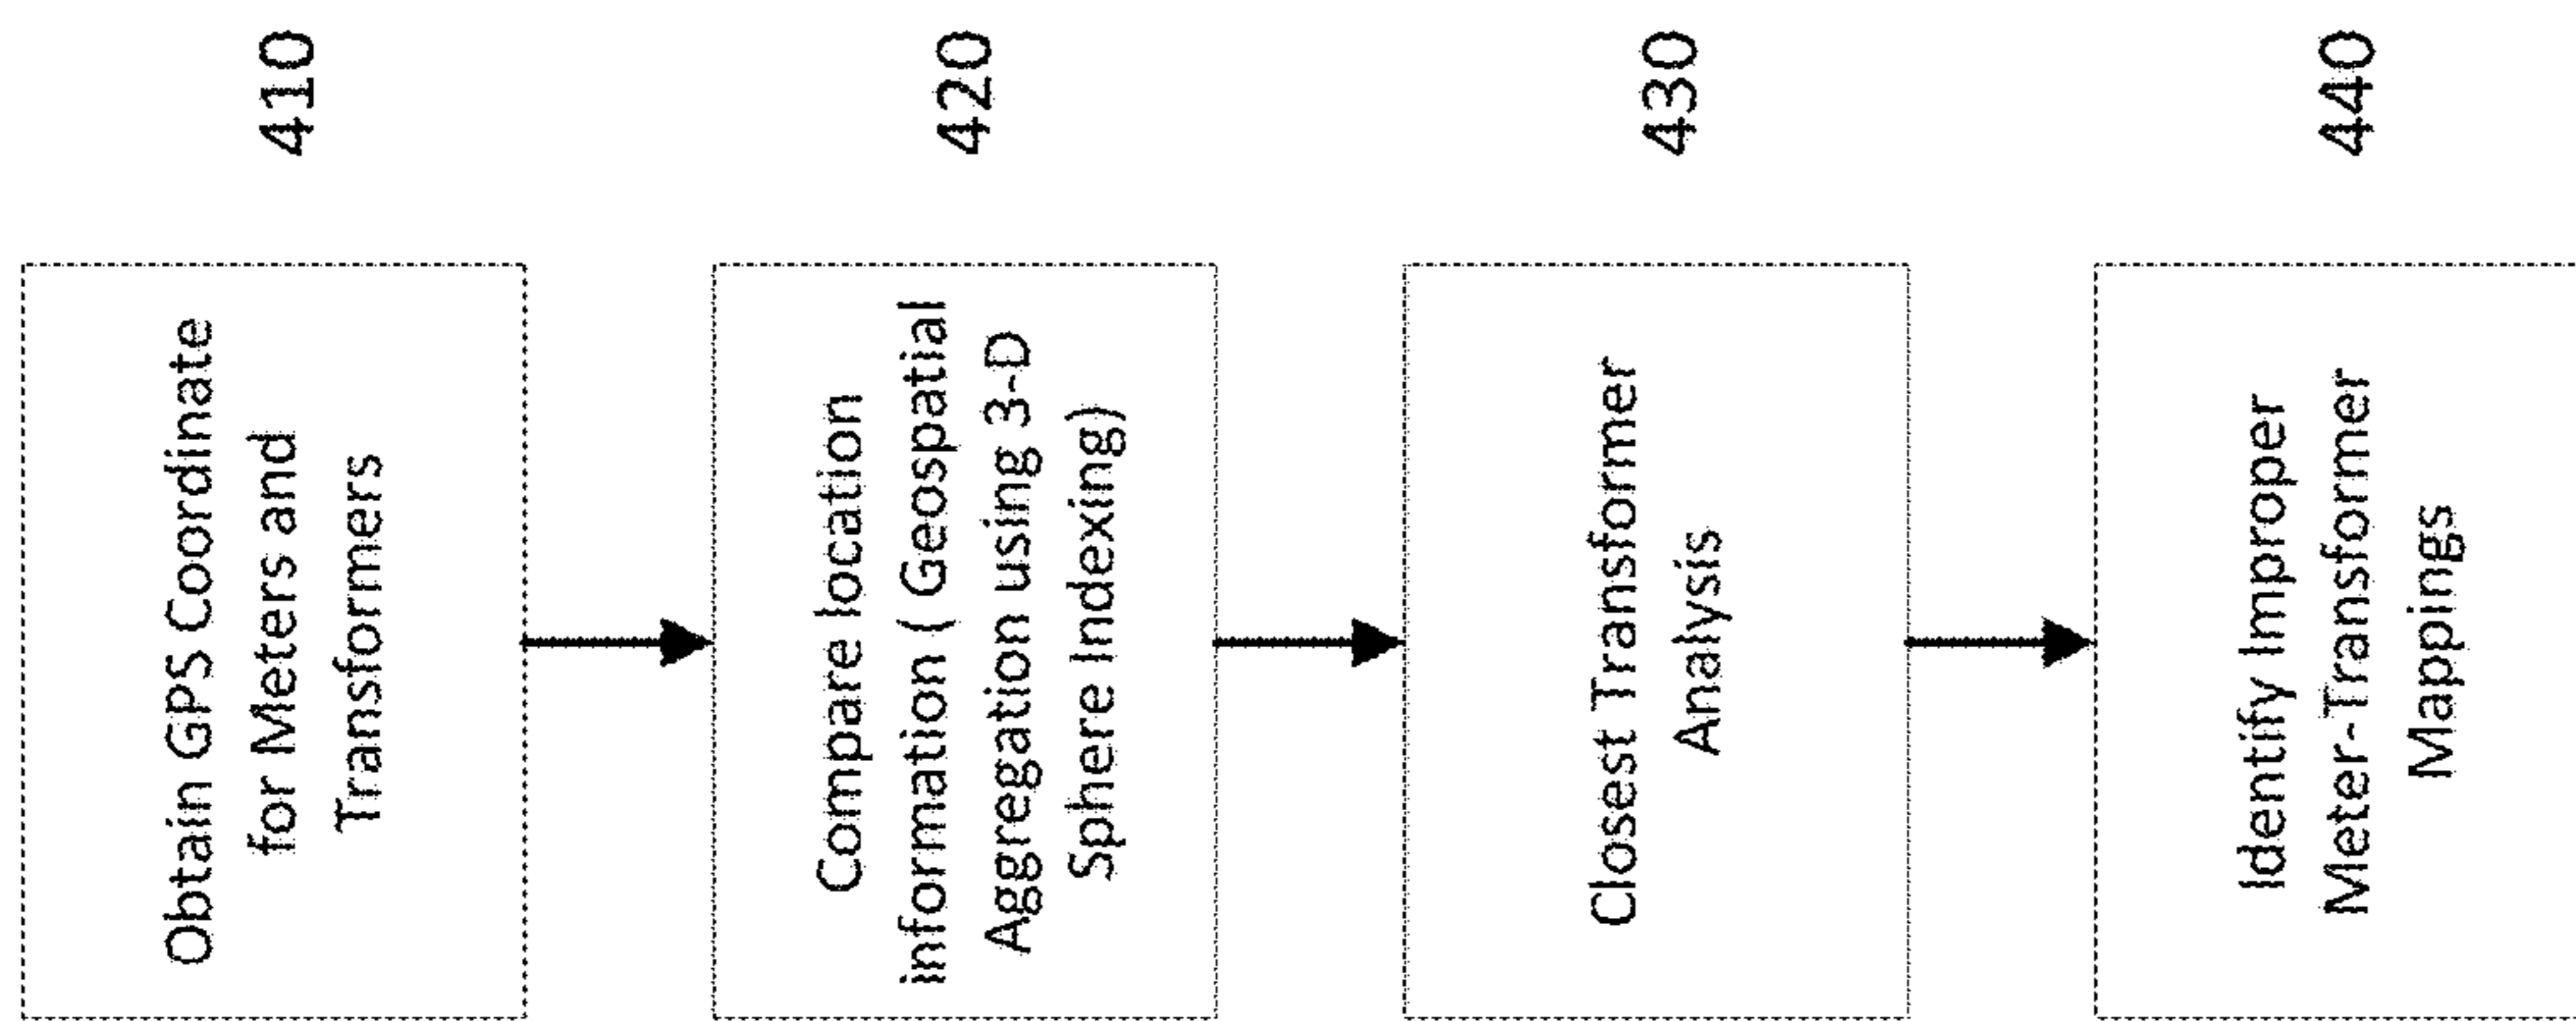 Obtain GPS Coordinate
for Meters and
Transformers
410
Compare location
information ( Geospatial
Aggregation using 3-D
Sphere Indexing)
420
Closest Transformer
Analysis
430
Identify Improper
Meter-Transformer
Mappings
440